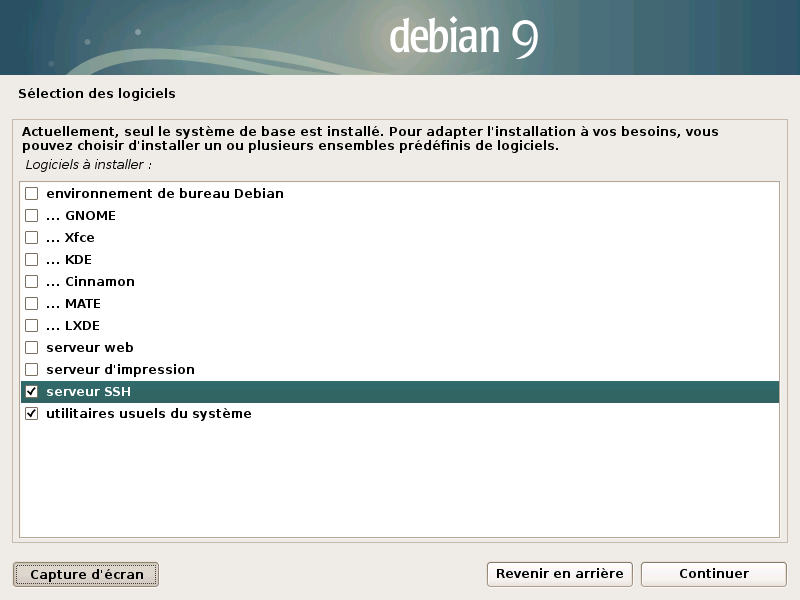 debian 9
Sélection des logiciels
Actuellement, seul le système de base est installé. Pour adapter l'installation à vos besoins, vous
pouvez choisir d'installer un ou plusieurs ensembles prédéfinis de logiciels.
Logiciels à installer :
environnement de bureau Debian
... GNOME
... Xfce
... KDE
... Cinnamon
... MATE
... LXDE
serveur web
serveur d'impression
serveur SSH
utilitaires usuels du système
Capture d'écran
Revenir en arrière
Continuer